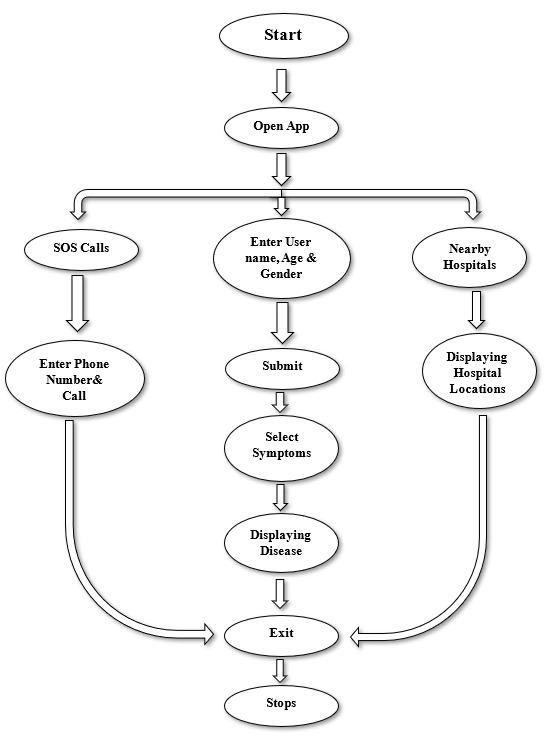 Start
Open App
SOS Calls
Enter User
name, Age &
Gender
Nearby
Hospitals
Enter Phone
Number&
Call
Submit
Displaying
Hospital
Locations
Select
Symptoms
Displaying
Disease
Exit
Stops